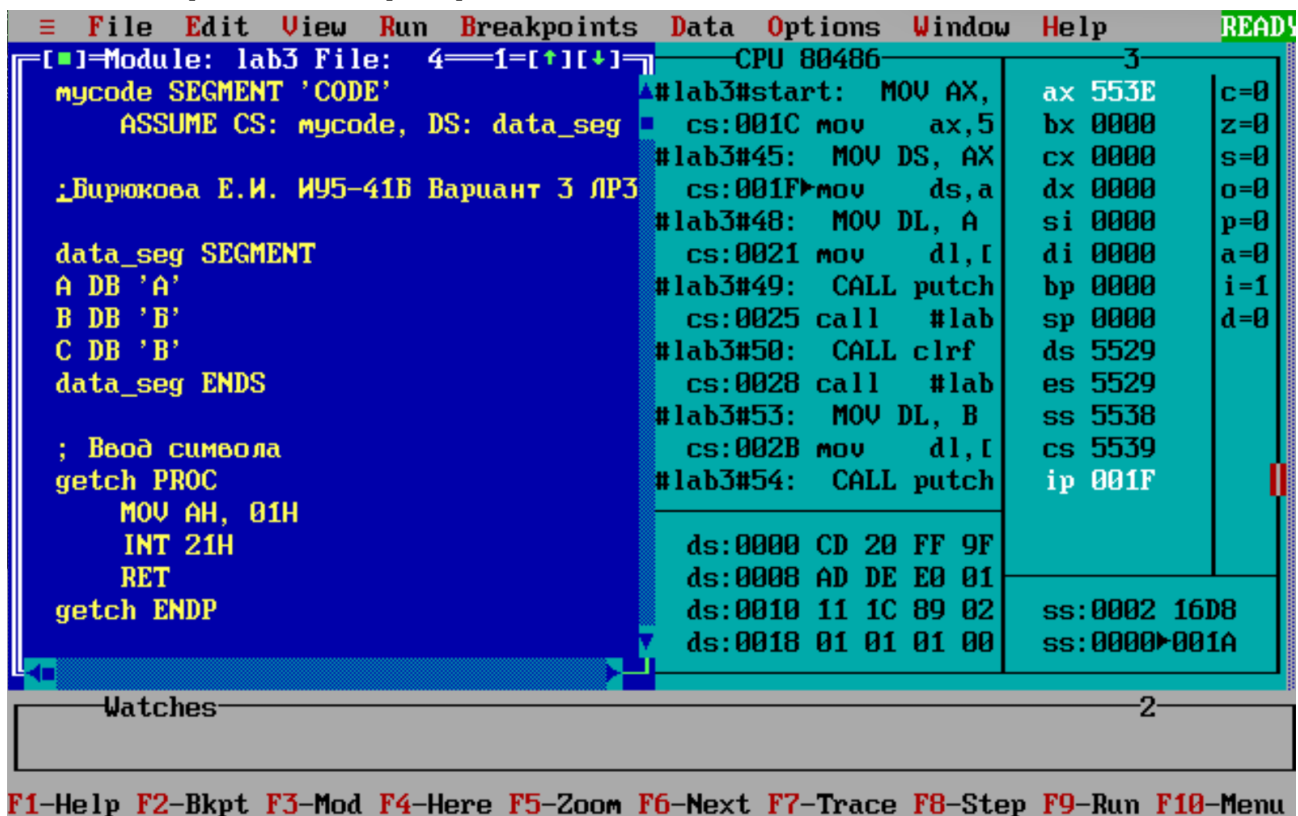 ≡ File Edit View Run Breakpoints Data Options Window Help READY
[■]=Module: lab3 File: 4══1=[↑][↓]
mycode SEGMENT 'CODE'
ASSUME CS: mycode, DS: data_seg
;Бирюкова Е.И. ИУ5-41Б Вариант 3 ЛР3
data_seg SEGMENT
A DB 'А'
B DB 'Б'
C DB 'В'
data_seg ENDS
; Ввод символа
getch PROC
MOV AH, 01H
INT 21H
RET
getch ENDP
CPU 80486
3
#lab3#start: MOV AX,
cs:001C mov ax,5
#lab3#45: MOV DS, AX
cs:001F►mov ds,a
#lab3#48: MOV DL, A
cs:0021 mov dl,[
#lab3#49: CALL putch
cs:0025 call #lab
#lab3#50: CALL clrf
cs:0028 call #lab
#lab3#53: MOV DL, B
cs:002B mov dl,[
#lab3#54: CALL putch
ax 553E
bx 0000
cx 0000
dx 0000
si 0000
di 0000
bp 0000
sp 0000
ds 5529
es 5529
ss 5538
cs 5539
ip 001F
c=0
z=0
s=0
o=0
p=0
a=0
i=1
d=0
ds:0000 CD 20 FF 9F
ds:0008 AD DE E0 01
ds:0010 11 1C 89 02
ds:0018 01 01 01 00
ss:0002 16D8
ss:0000►001A
Watches
2
F1-Help F2-Bkpt F3-Mod F4-Here F5-Zoom F6-Next F7-Trace F8-Step F9-Run F10-Menu